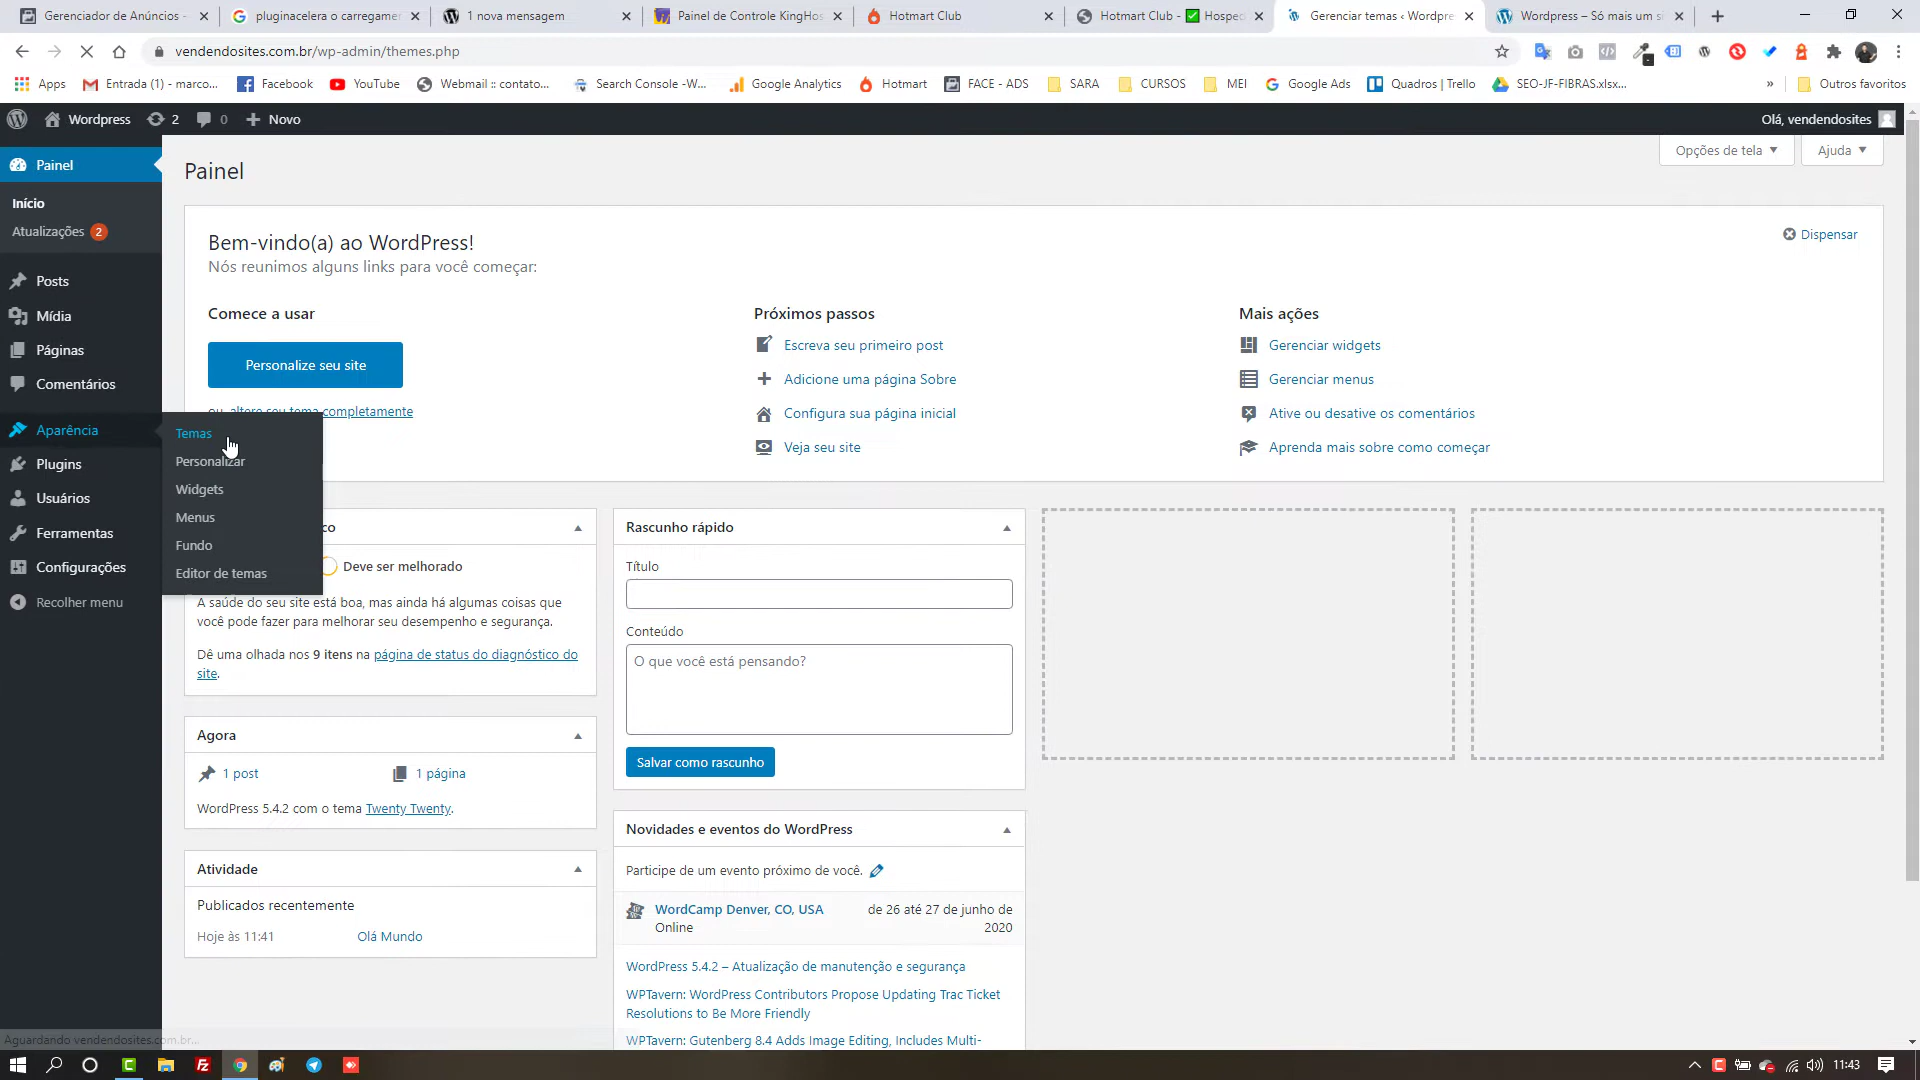 Gerenciador de Anúncios -
pluginacelera o carregamer
1 nova mensagem
Painel de Controle KingHos
Hotmart Club
Hotmart Club - ✅ Hosped
Gerenciar temas ‹ Wordpre
Wordpress – Só mais um si
vendendosites.com.br/wp-admin/themes.php
Apps
Entrada (1) - marco...
Facebook
YouTube
Webmail :: contato...
Search Console -W...
Google Analytics
Hotmart
FACE - ADS
SARA
CURSOS
MEI
Google Ads
Quadros | Trello
SEO-JF-FIBRAS.xlsx...
»
Outros favoritos
Wordpress
2
0
Novo
Olá, vendendosites
Painel
Início
Atualizações 2
Posts
Mídia
Páginas
Comentários
Aparência
Plugins
Usuários
Ferramentas
Configurações
Recolher menu
Temas
Personalizar
Widgets
Menus
Fundo
Editor de temas
Painel
Opções de tela
Ajuda
Bem-vindo(a) ao WordPress!
Nós reunimos alguns links para você começar:
Dispensar
Comece a usar
Personalize seu site
ou, altere seu tema completamente
Próximos passos
Escreva seu primeiro post
Adicione uma página Sobre
Configura sua página inicial
Veja seu site
Mais ações
Gerenciar widgets
Gerenciar menus
Ative ou desative os comentários
Aprenda mais sobre como começar
co
Deve ser melhorado
A saúde do seu site está boa, mas ainda há algumas coisas que
você pode fazer para melhorar seu desempenho e segurança.
Dê uma olhada nos 9 itens na página de status do diagnóstico do
site.
Agora
1 post
1 página
WordPress 5.4.2 com o tema Twenty Twenty.
Atividade
Publicados recentemente
Hoje às 11:41
Olá Mundo
Rascunho rápido
Título
Conteúdo
O que você está pensando?
Salvar como rascunho
Novidades e eventos do WordPress
Participe de um evento próximo de você.
WordCamp Denver, CO, USA
Online
de 26 até 27 de junho de
2020
WordPress 5.4.2 – Atualização de manutenção e segurança
WPTavern: WordPress Contributors Propose Updating Trac Ticket
Resolutions to Be More Friendly
WPTavern: Gutenberg 8.4 Adds Image Editing, Includes Multi-
Aguardando vendendosites.com.br...
11:43